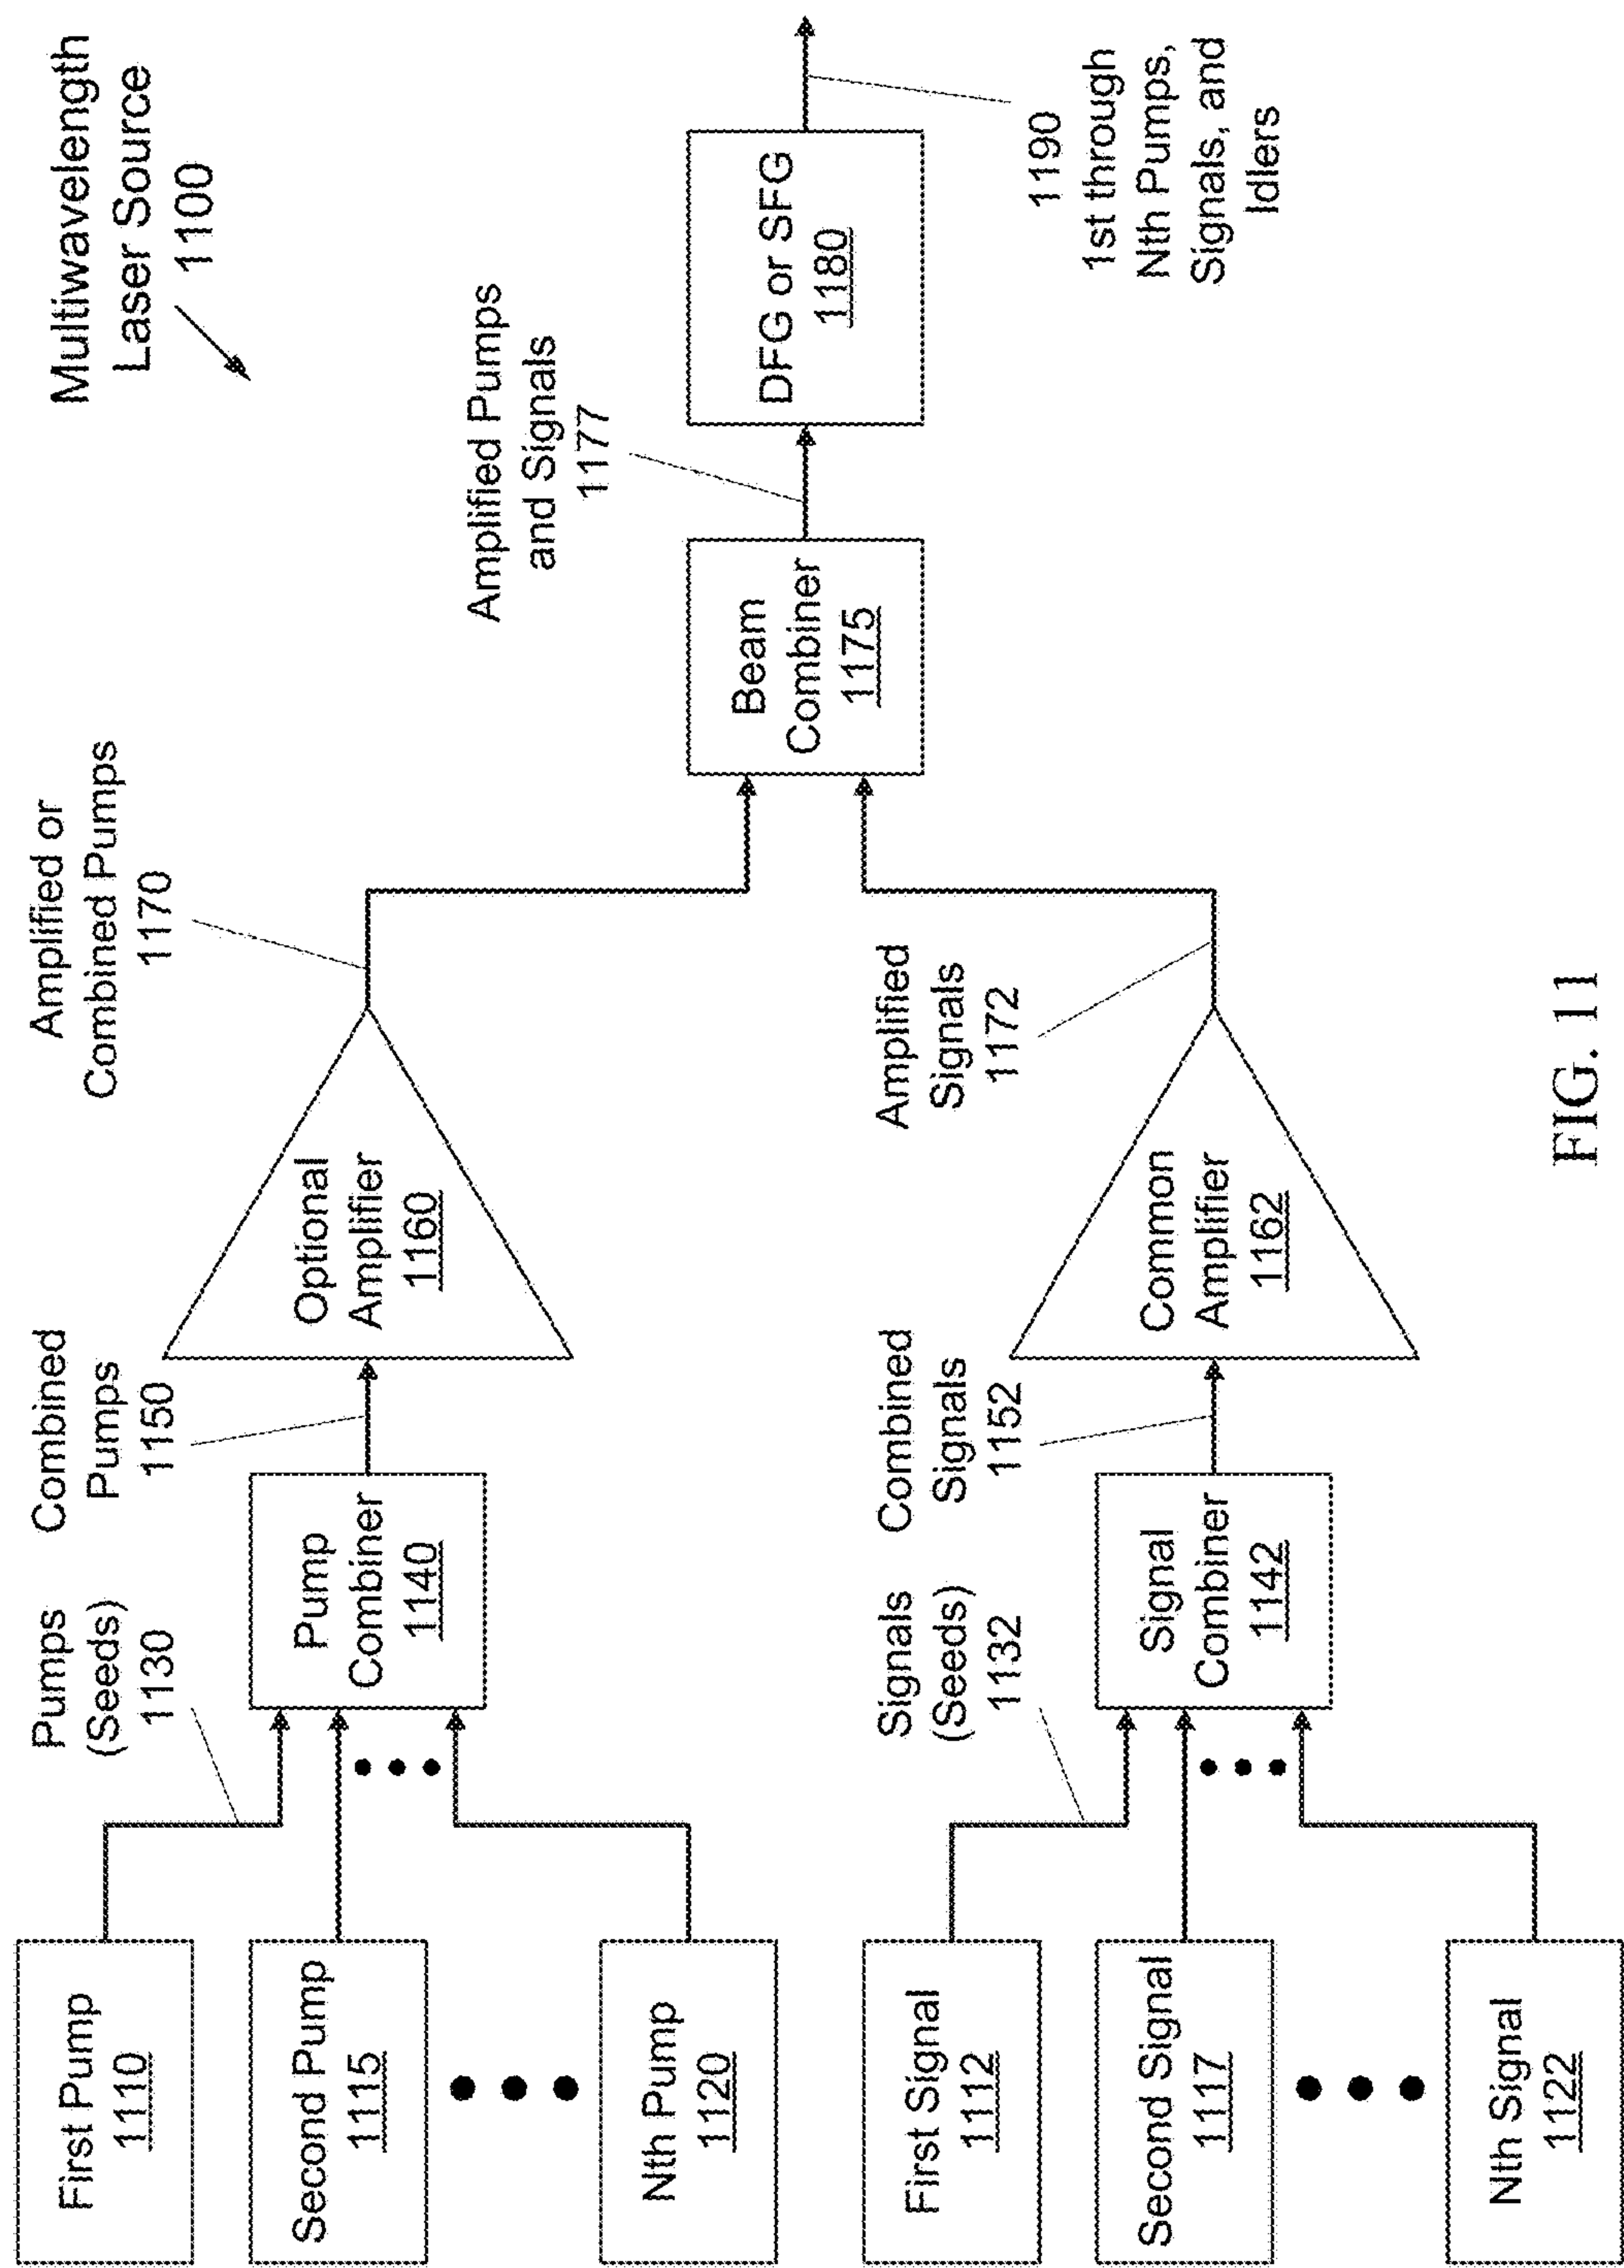 Multiwavelength
Laser Source
1100
First Pump
1110
Second Pump
1115
Nth Pump
1120
Pumps
(Seeds)
1130
Pump
Combiner
1140
Combined
Pumps
1150
Optional
Amplifier
1160
Amplified or
Combined Pumps
1170
First Signal
1112
Second Signal
1117
Nth Signal
1122
Signals
(Seeds)
1132
Signal
Combiner
1142
Combined
Signals
1152
Common
Amplifier
1162
Amplified
Signals
1172
Beam
Combiner
1175
Amplified Pumps
and Signals
1177
DFG or SFG
1180
1190
1st through
Nth Pumps,
Signals, and
Idlers
FIG. 11